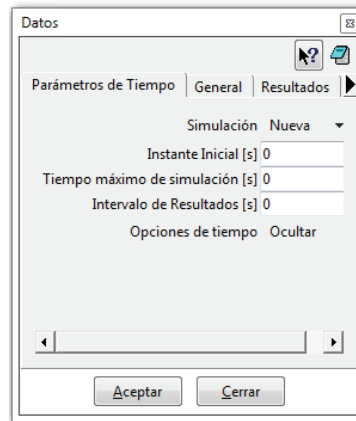 Datos
Parámetros de Tiempo General Resultados
Simulación Nueva
Instante Inicial [s] 0
Tiempo máximo de simulación [s] 0
Intervalo de Resultados [s] 0
Opciones de tiempo Ocultar
Aceptar Cerrar